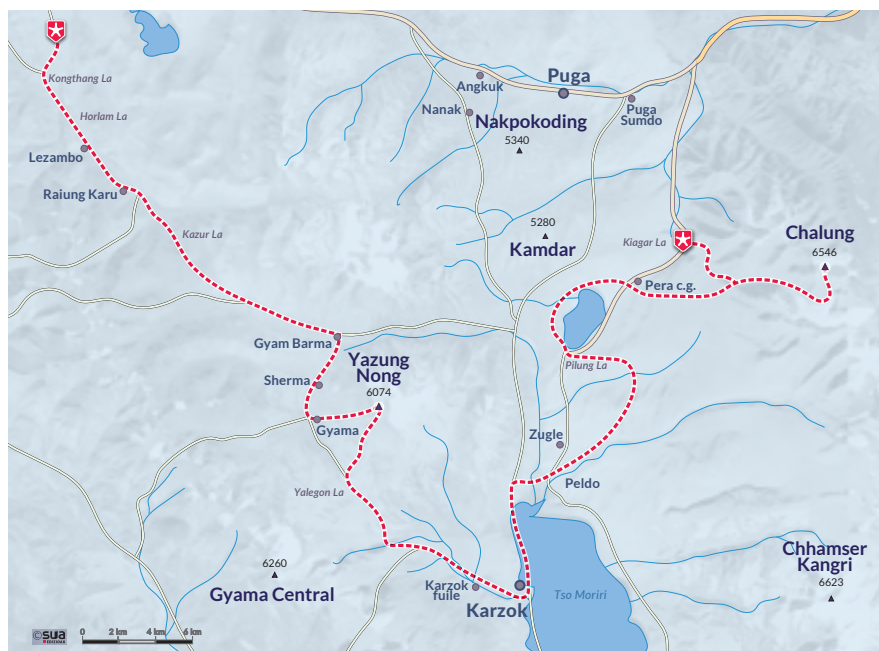 Kongthang La
Horlam La
Lezambo
Raiung Karu
Kazur La
Angkuk
Puga
Nanak
Puga
Sumdo
Nakpokoding
5340
5280
Kamdar
Kiagar La
Chalung
6546
Pera c.g.
Gyam Barma
Yazung
Nong
6074
Sherma
Gyama
Pilung La
Zugle
Peldo
Yalegon La
6260
Gyama Central
Karzok
fuile
Karzok
Tso Moriri
Chhamser
Kangri
6623
©sua
EDIZIOAK
0 2 km 4 km 6 km